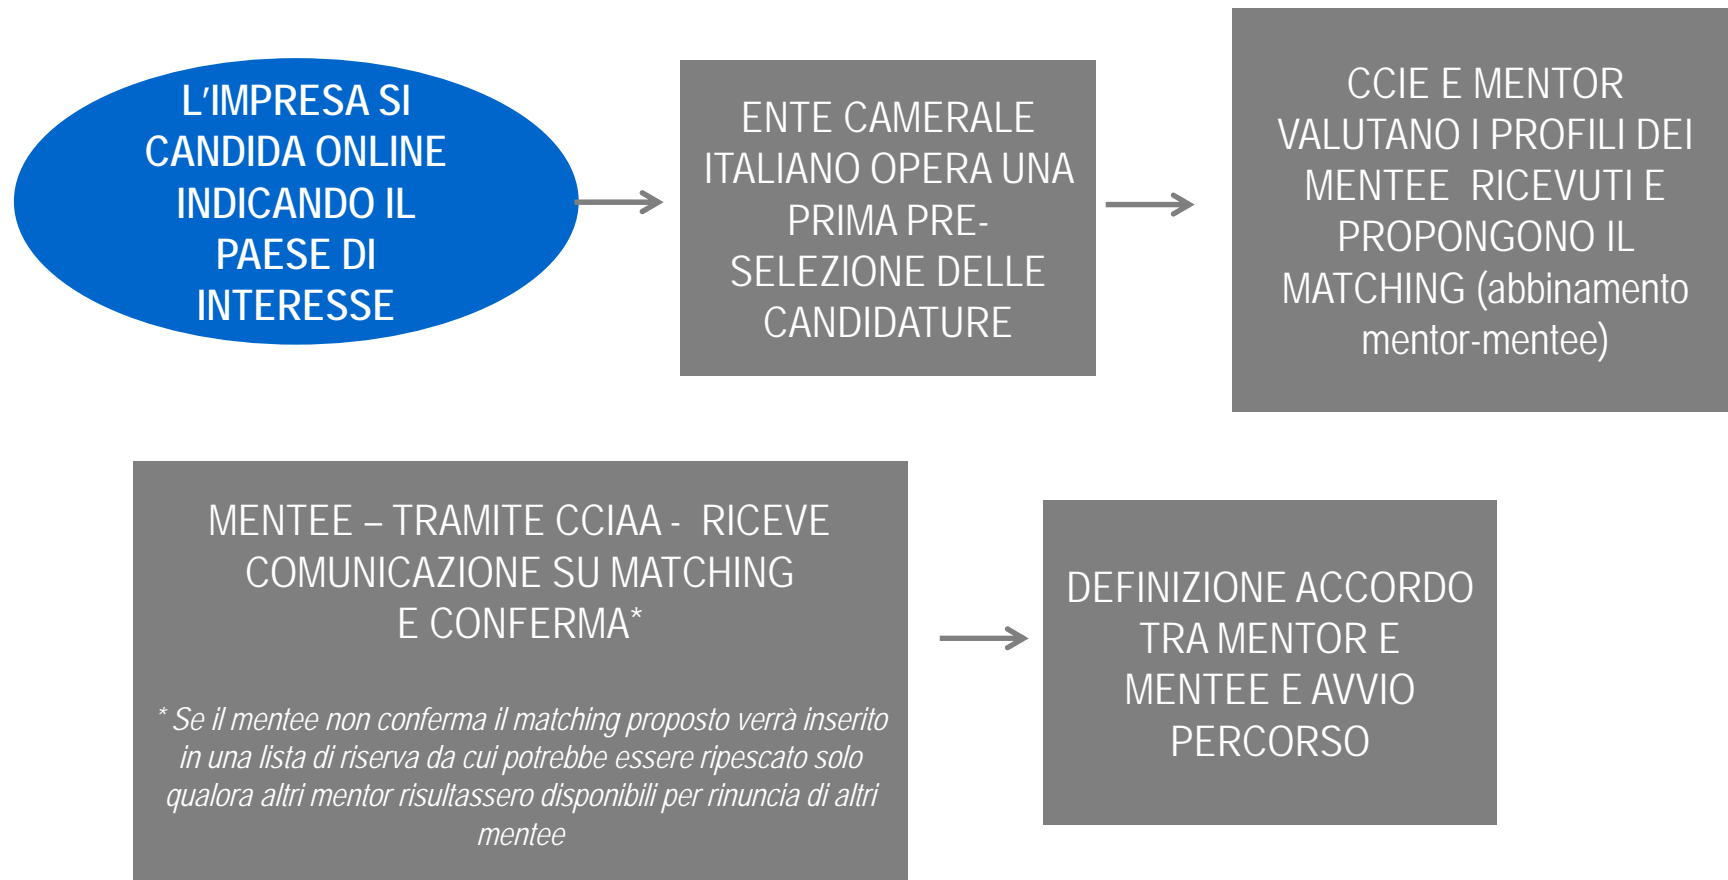 L'IMPRESA SI
CANDIDA ONLINE
INDICANDO IL
PAESE DI
INTERESSE
ENTE CAMERALE
ITALIANO OPERA UNA
PRIMA PRE-
SELEZIONE DELLE
CANDIDATURE
CCIE E MENTOR
VALUTANO I PROFILI DEI
MENTEE RICEVUTI E
PROPONGONO IL
MATCHING (abbinamento
mentor-mentee)
MENTEE – TRAMITE CCIAA - RICEVE
COMUNICAZIONE SU MATCHING
E CONFERMA*
* Se il mentee non conferma il matching proposto verrà inserito
in una lista di riserva da cui potrebbe essere ripescato solo
qualora altri mentor risultassero disponibili per rinuncia di altri
mentee
DEFINIZIONE ACCORDO
TRA MENTOR E
MENTEE E AVVIO
PERCORSO